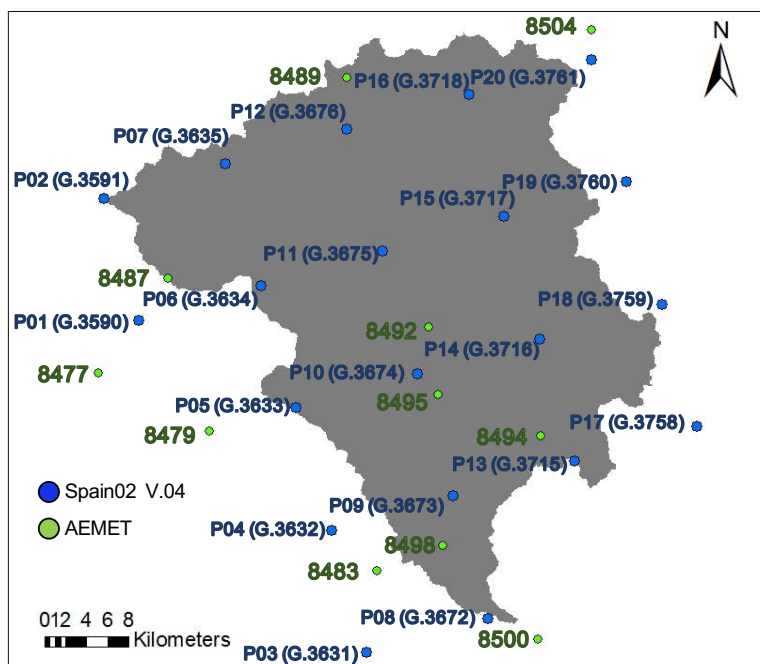 8504
N
8489
P16 (G.3718)
P20 (G.3761)
P12 (G.3676)
P07 (G.3635)
P02 (G.3591)
P19 (G.3760)
P15 (G.3717)
P11 (G.3675)
8487
P06 (G.3634)
P18 (G.3759)
P01 (G.3590)
8492
P14 (G.3716)
8477
P10 (G.3674)
8495
P05 (G.3633)
8479
8494
P17 (G.3758)
P13 (G.3715)
Spain02 V.04
P09 (G.3673)
AEMET
P04 (G.3632)
8498
8483
012 4 6 8
Kilometers
P08 (G.3672)
8500
P03 (G.3631)